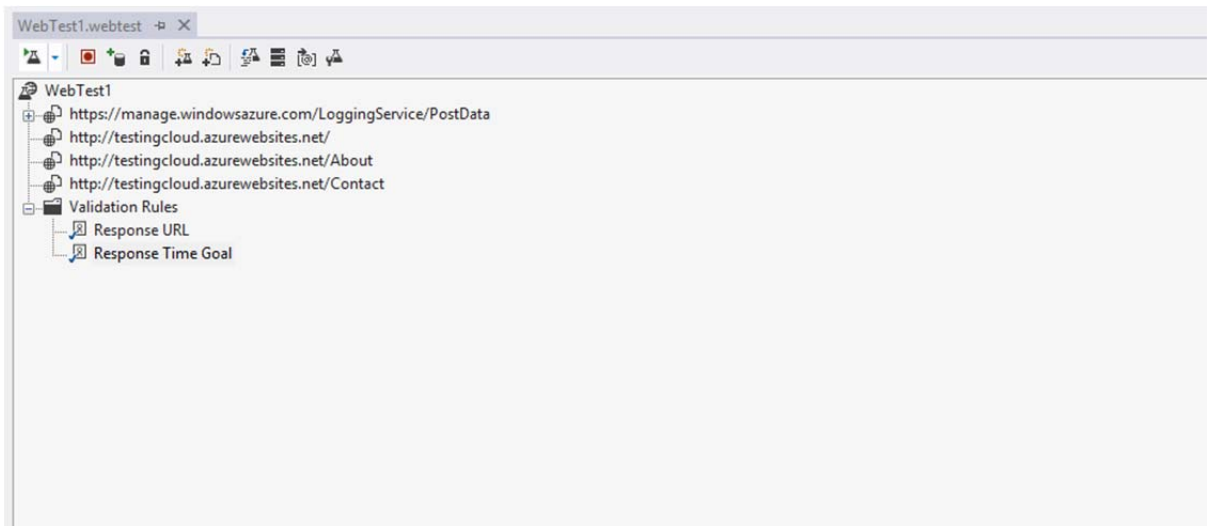 WebTest1.webtest
WebTest1
https://manage.windowsazure.com/LoggingService/PostData
http://testingcloud.azurewebsites.net/
http://testingcloud.azurewebsites.net/About
http://testingcloud.azurewebsites.net/Contact
Validation Rules
Response URL
Response Time Goal